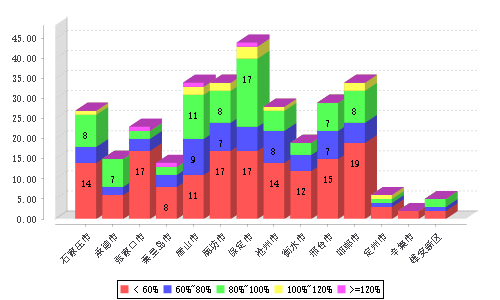 45.00
40.00
35.00
30.00
25.00
20.00
15.00
10.00
5.00
0.00
14
8
7
17
8
11
9
11
17
7
8
17
17
14
8
12
15
7
7
19
8
石家庄市
承德市
张家口市
秦皇岛市
唐山市
廊坊市
保定市
沧州市
衡水市
邢台市
邯郸市
定州市
辛集市
雄安新区
< 60%
60%~80%
80%~100%
100%~120%
>=120%